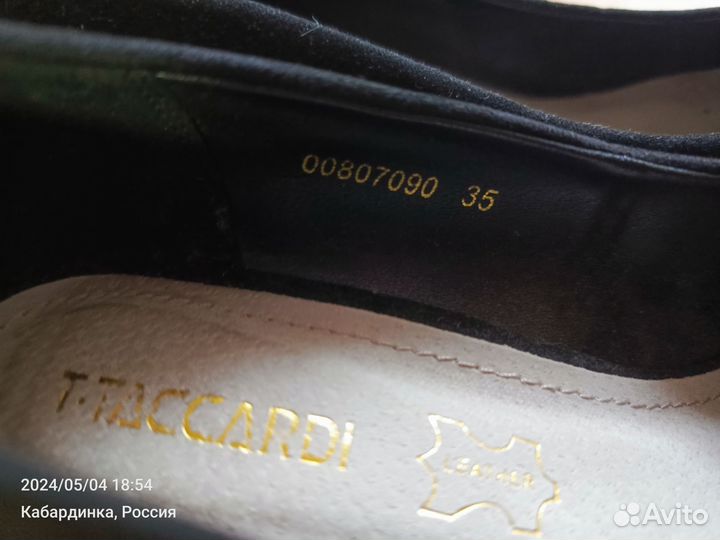 00807090 35
T·TACCARDI
LEATHER
2024/05/04 18:54
Кабардинка, Россия
Avito